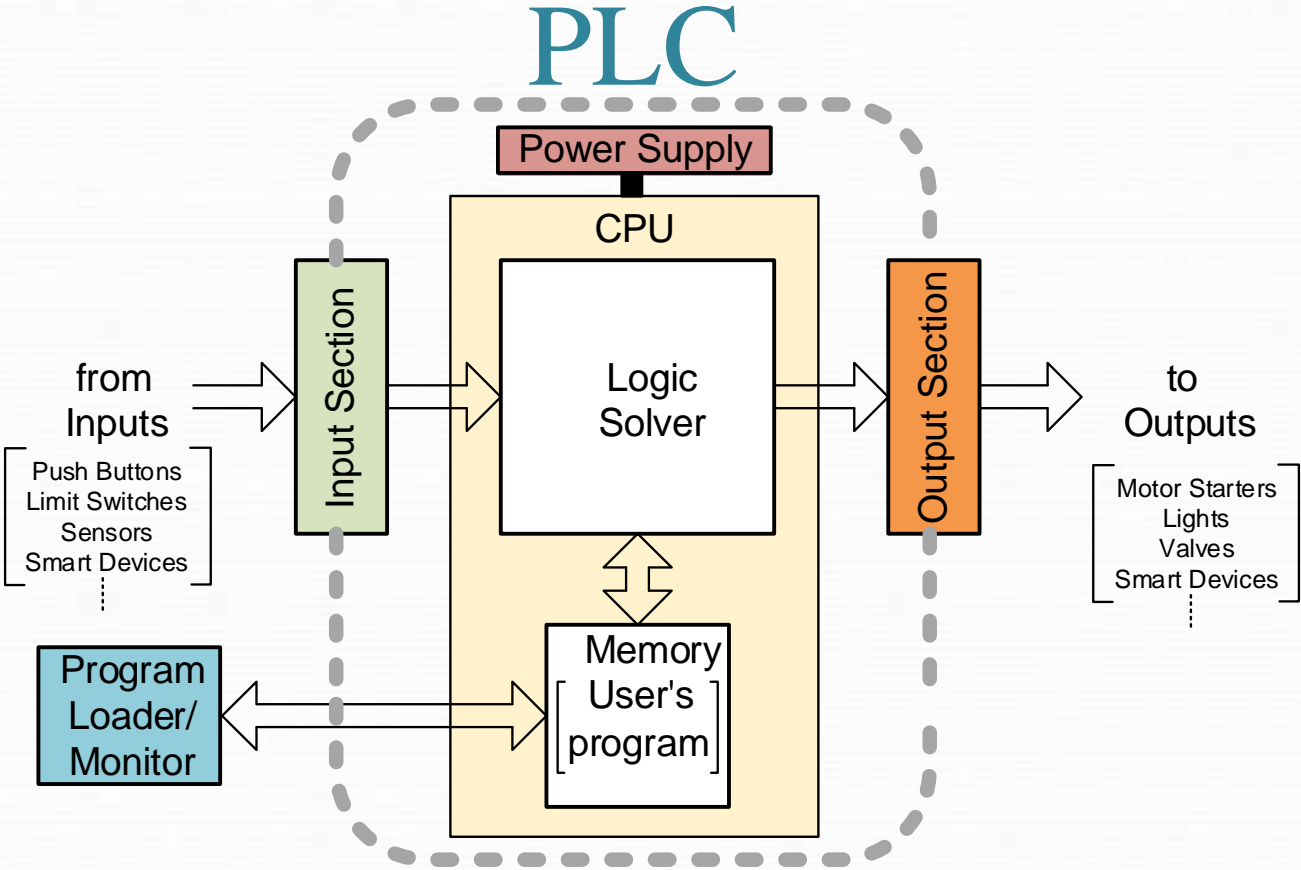 PLC
Power Supply
CPU
Input Section
Logic
Solver
Output Section
from
Inputs
Push Buttons
Limit Switches
Sensors
Smart Devices
to
Outputs
Motor Starters
Lights
Valves
Smart Devices
Program
Loader/
Monitor
Memory
User's
program